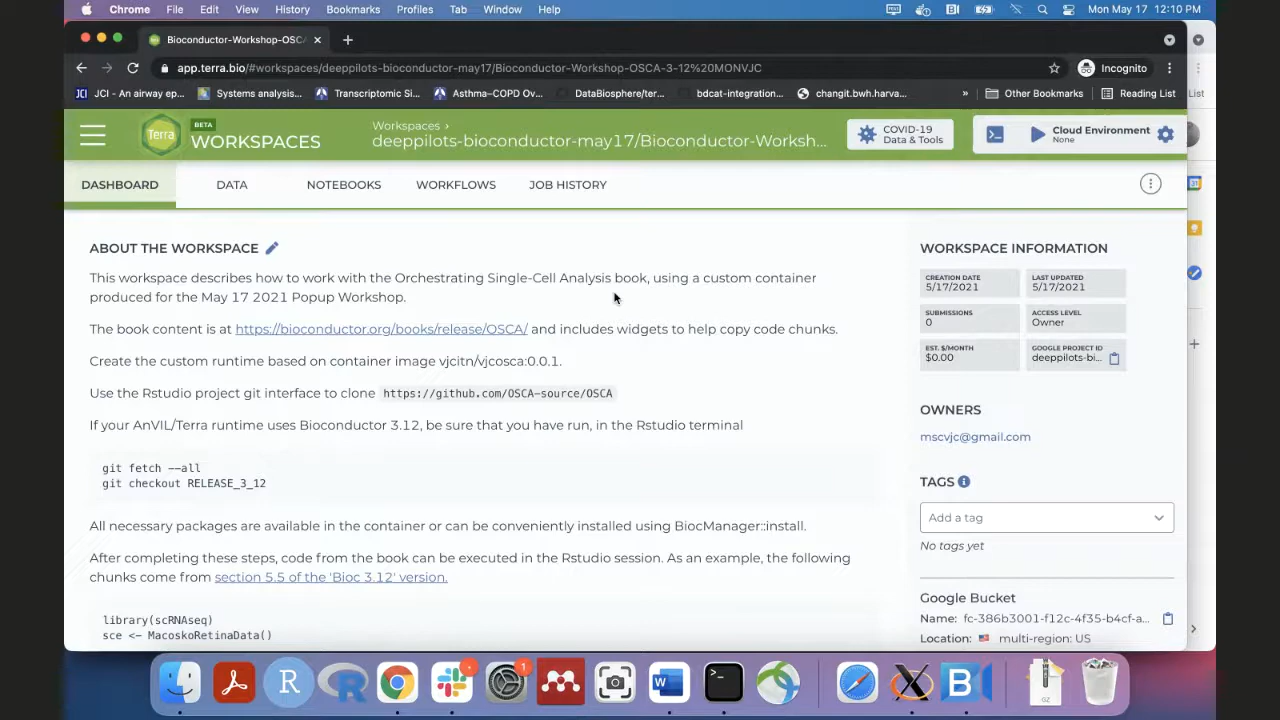 Chrome File Edit View History Bookmarks Profiles Tab Window Help Mon May 17 12:10 PM
Bioconductor-Workshop-OSCA
app.terra.bio/#workspaces/deeppilots-bioconductor-may17/Bioconductor-Workshop-OSCA-3-12%20MONVJC
Incognito
JCI - An airway ep... Systems analysis... Transcriptomic bi... DataBiosphere/ter... bdcat-integration... changit.bwh.harva... » Other Bookmarks Reading List
List
Terra BETA
WORKSPACES
Workspaces ›
deeppilots-bioconductor-may17/Bioconductor-Worksh...
COVID-19
Data & Tools
Cloud Environment
None
DASHBOARD DATA NOTEBOOKS WORKFLOWS JOB HISTORY
ABOUT THE WORKSPACE
This workspace describes how to work with the Orchestrating Single-Cell Analysis book, using a custom container
produced for the May 17 2021 Popup Workshop.
The book content is at https://bioconductor.org/books/release/OSCA/ and includes widgets to help copy code chunks.
Create the custom runtime based on container image vjcitn/vjcosca:0.0.1.
Use the Rstudio project git interface to clone https://github.com/OSCA-source/OSCA
If your AnVIL/Terra runtime uses Bioconductor 3.12, be sure that you have run, in the Rstudio terminal
git fetch --all
git checkout RELEASE_3_12
All necessary packages are available in the container or can be conveniently installed using BiocManager::install.
After completing these steps, code from the book can be executed in the Rstudio session. As an example, the following
chunks come from section 5.5 of the 'Bioc 3.12' version.
library(scRNAseq)
sce <- MacoskoRetinaData()
WORKSPACE INFORMATION
CREATION DATE
5/17/2021
LAST UPDATED
5/17/2021
SUBMISSIONS
0
ACCESS LEVEL
Owner
EST. $/MONTH
$0.00
GOOGLE PROJECT ID
deeppilots-bi...
OWNERS
mscvjc@gmail.com
TAGS
Add a tag
No tags yet
Google Bucket
Name: fc-386b3001-f12c-4f35-b4cf-a...
Location: multi-region: US